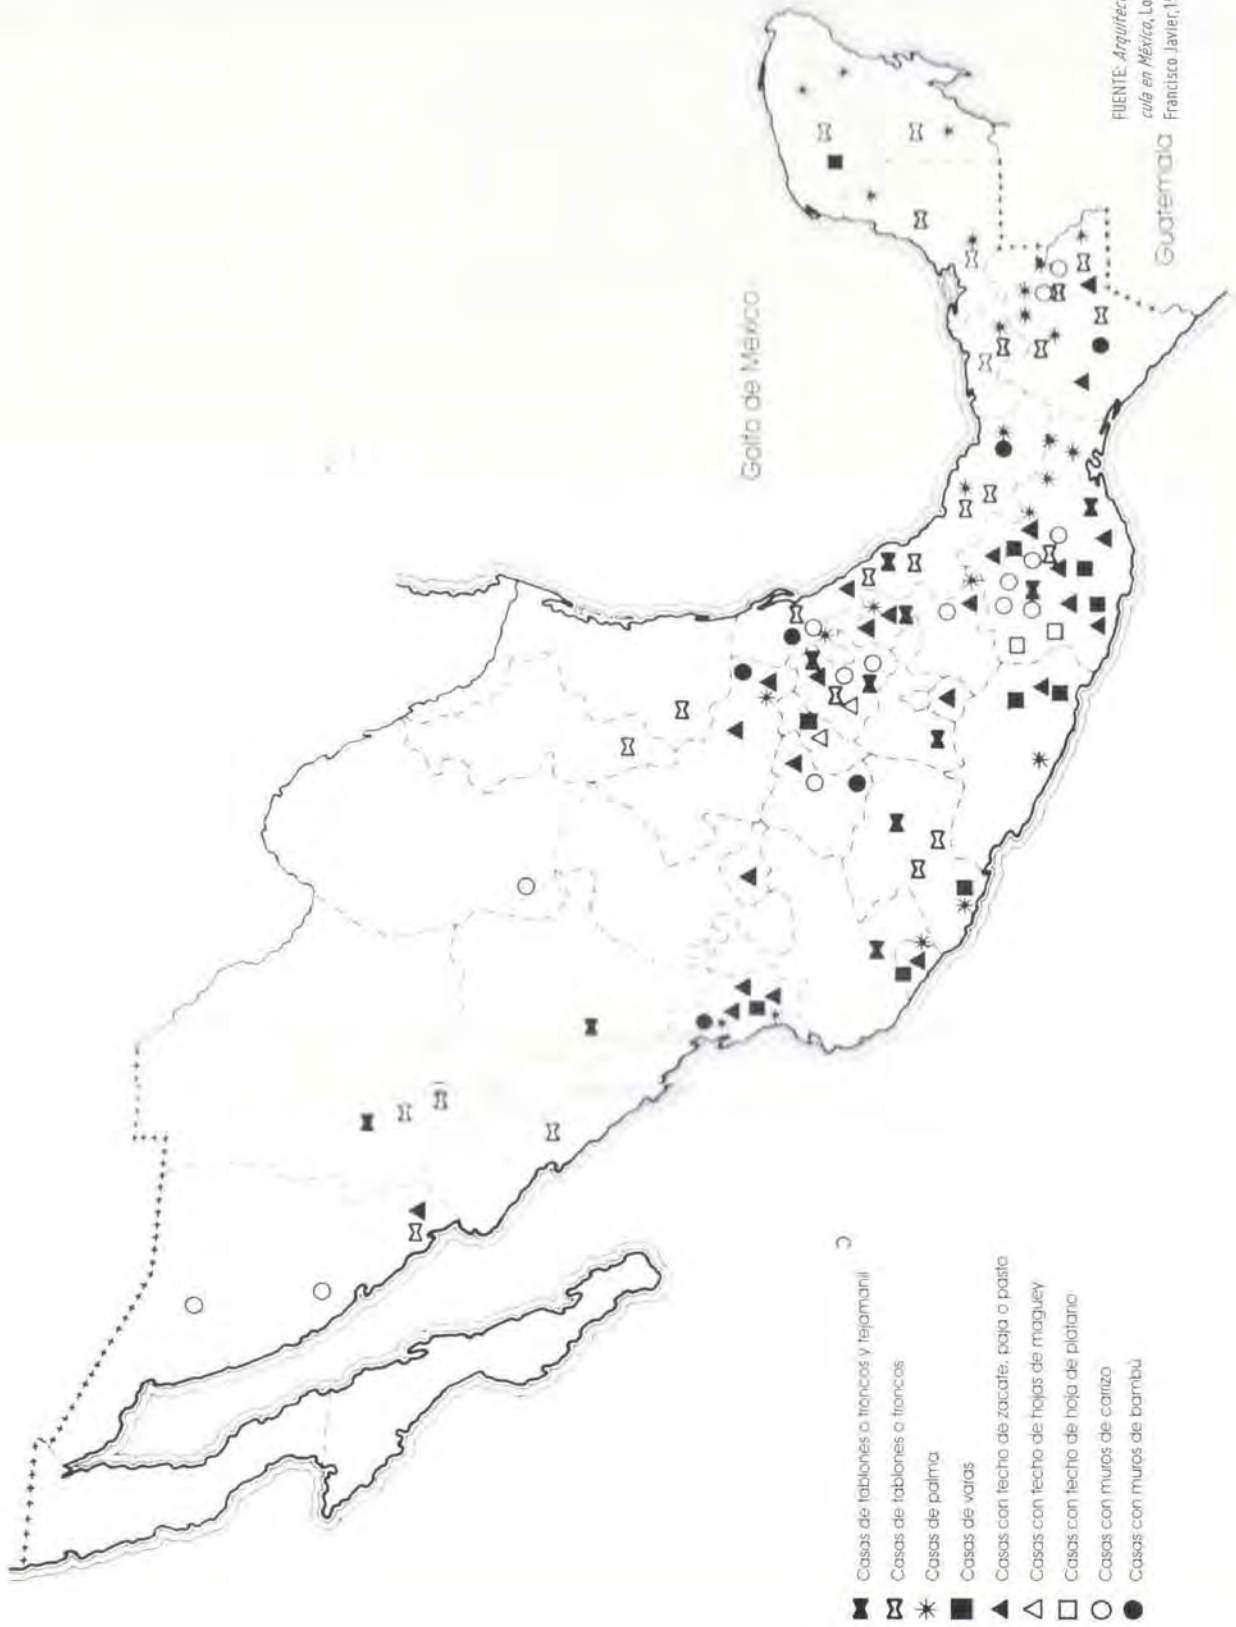 Golfo de México
Guatemala
Casas de tablones o troncos y tejamanil
Casas de tablones o troncos
Casas de palma
Casas de varas
Casas con techo de zacate, paja o pasto
Casas con techo de hojas de maguey
Casas con techo de hoja de platano
Casas con muros de carrizo
Casas con muros de bambú
FUENTE: Arquitec
cula en México, Lo
Francisco Javier,